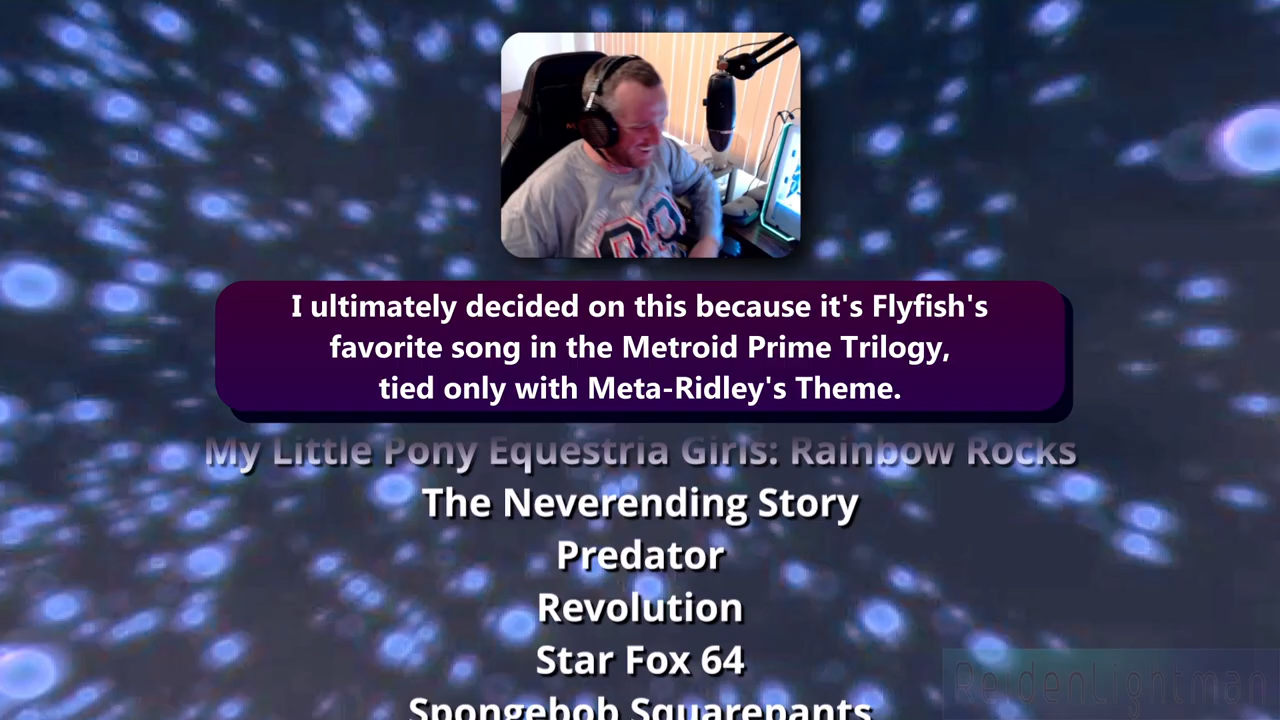 I ultimately decided on this because it's Flyfish's
favorite song in the Metroid Prime Trilogy,
tied only with Meta-Ridley's Theme.
My Little Pony Equestria Girls: Rainbow Rocks
The Neverending Story
Predator
Revolution
Star Fox 64
Spongebob Squarepants
ReidenLightman